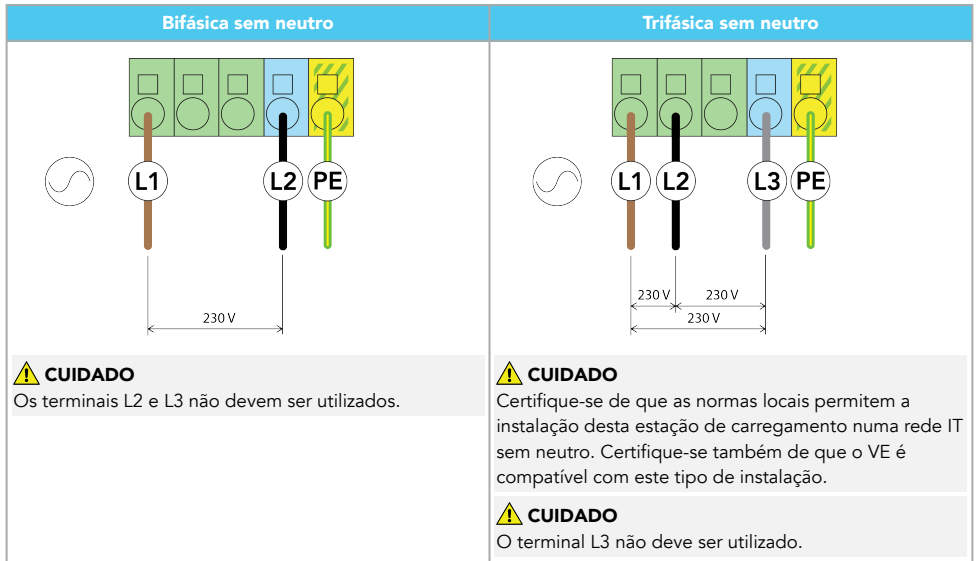 Bifásica sem neutro
L1
L2
PE
230 V
CUIDADO
Os terminais L2 e L3 não devem ser utilizados.
Trifásica sem neutro
L1
L2
L3
PE
230 V
230 V
230 V
CUIDADO
Certifique-se de que as normas locais permitem a
instalação desta estação de carregamento numa rede IT
sem neutro. Certifique-se também de que o VE é
compatível com este tipo de instalação.
CUIDADO
O terminal L3 não deve ser utilizado.